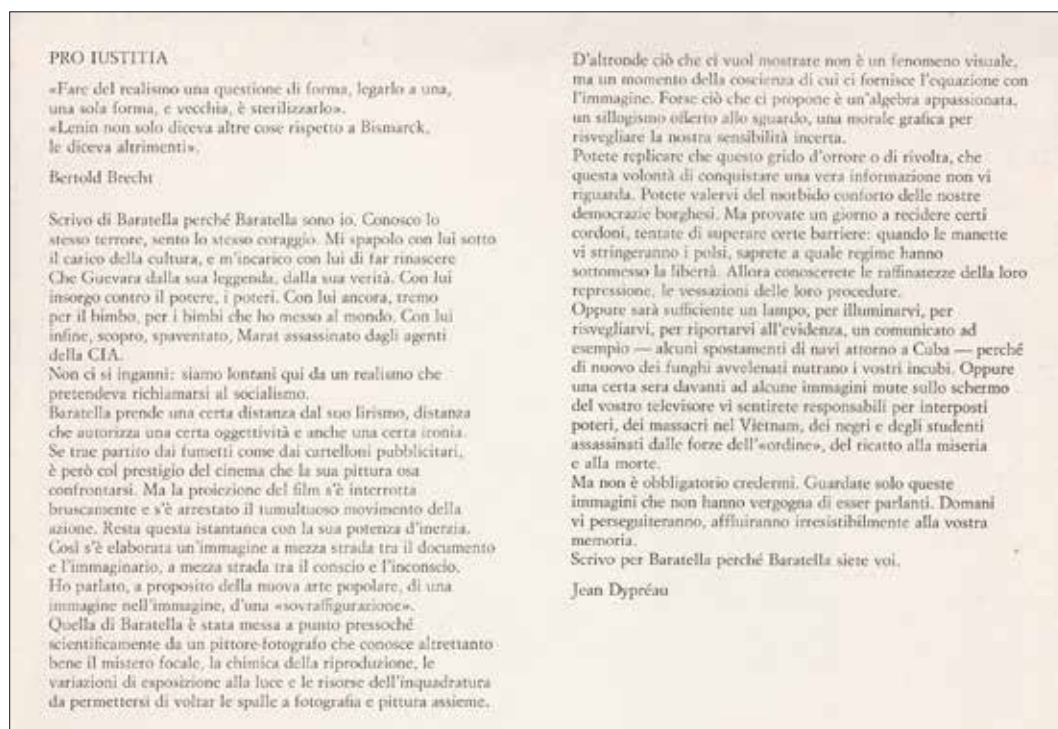 PRO IUSTITIA
«Fare del realismo una questione di forma, legarlo a una,
una sola forma, e vecchia, è sterilizzarlo».
«Lenin non solo diceva altre cose rispetto a Bismarck,
le diceva altrimenti».
Bertold Brecht
Scrivo di Baratella perché Baratella sono io. Conosco lo
stesso terrore, sento lo stesso coraggio. Mi spapolo con lui sotto
il carico della cultura, e m'incarico con lui di far rinascere
Che Guevara dalla sua leggenda, dalla sua verità. Con lui
insorgo contro il potere, i poteri. Con lui ancora, tremo
per il bimbo, per i bimbi che ho messo al mondo. Con lui
infine, scopro, spaventato, Marat assassinato dagli agenti
della CIA.
Non ci si inganni: siamo lontani qui da un realismo che
pretendeva richiamarsi al socialismo.
Baratella prende una certa distanza dal suo lirismo, distanza
che autorizza una certa oggettività e anche una certa ironia.
Se trae partito dai fumetti come dai cartelloni pubblicitari,
è però col prestigio del cinema che la sua pittura osa
confrontarsi. Ma la proiezione del film s'è interrotta
bruscamente e s'è arrestato il tumultuoso movimento della
azione. Resta questa istantanea con la sua potenza d'inerzia.
Così s'è elaborata un'immagine a mezza strada tra il documento
e l'immaginario, a mezza strada tra il conscio e l'inconscio.
Ho parlato, a proposito della nuova arte popolare, di una
immagine nell'immagine, d'una «sovraffigurazione».
Quella di Baratella è stata messa a punto pressoché
scientificamente da un pittore-fotografo che conosce altrettanto
bene il mistero focale, la chimica della riproduzione, le
variazioni di esposizione alla luce e le risorse dell'inquadratura
da permettersi di voltar le spalle a fotografia e pittura assieme.
D'altronde ciò che ci vuol mostrare non è un fenomeno visuale,
ma un momento della coscienza di cui ci fornisce l'equazione con
l'immagine. Forse ciò che ci propone è un'algebra appassionata,
un sillogismo offerto allo sguardo, una morale grafica per
risvegliare la nostra sensibilità incerta.
Potete replicare che questo grido d'orrore o di rivolta, che
questa volontà di conquistare una vera informazione non vi
riguarda. Potete valervi del morbido conforto delle nostre
democrazie borghesi. Ma provate un giorno a recidere certi
cordoni, tentate di superare certe barriere: quando le manette
vi stringeranno i polsi, saprete a quale regime hanno
sottomesso la libertà. Allora conoscerete le raffinatezze della loro
repressione, le vessazioni delle loro procedure.
Oppure sarà sufficiente un lampo, per illuminarvi, per
risvegliarvi, per riportarvi all'evidenza, un comunicato ad
esempio — alcuni spostamenti di navi attorno a Cuba — perché
di nuovo dei funghi avvelenati nutrano i vostri incubi. Oppure
una certa sera davanti ad alcune immagini mute sullo schermo
del vostro televisore vi sentirete responsabili per interposti
poteri, dei massacri nel Vietnam, dei negri e degli studenti
assassinati dalle forze dell'«ordine», del ricatto alla miseria
e alla morte.
Ma non è obbligatorio credermi. Guardate solo queste
immagini che non hanno vergogna di esser parlanti. Domani
vi perseguiteranno, affluiranno irresistibilmente alla vostra
memoria.
Scrivo per Baratella perché Baratella siete voi.
Jean Dypréau